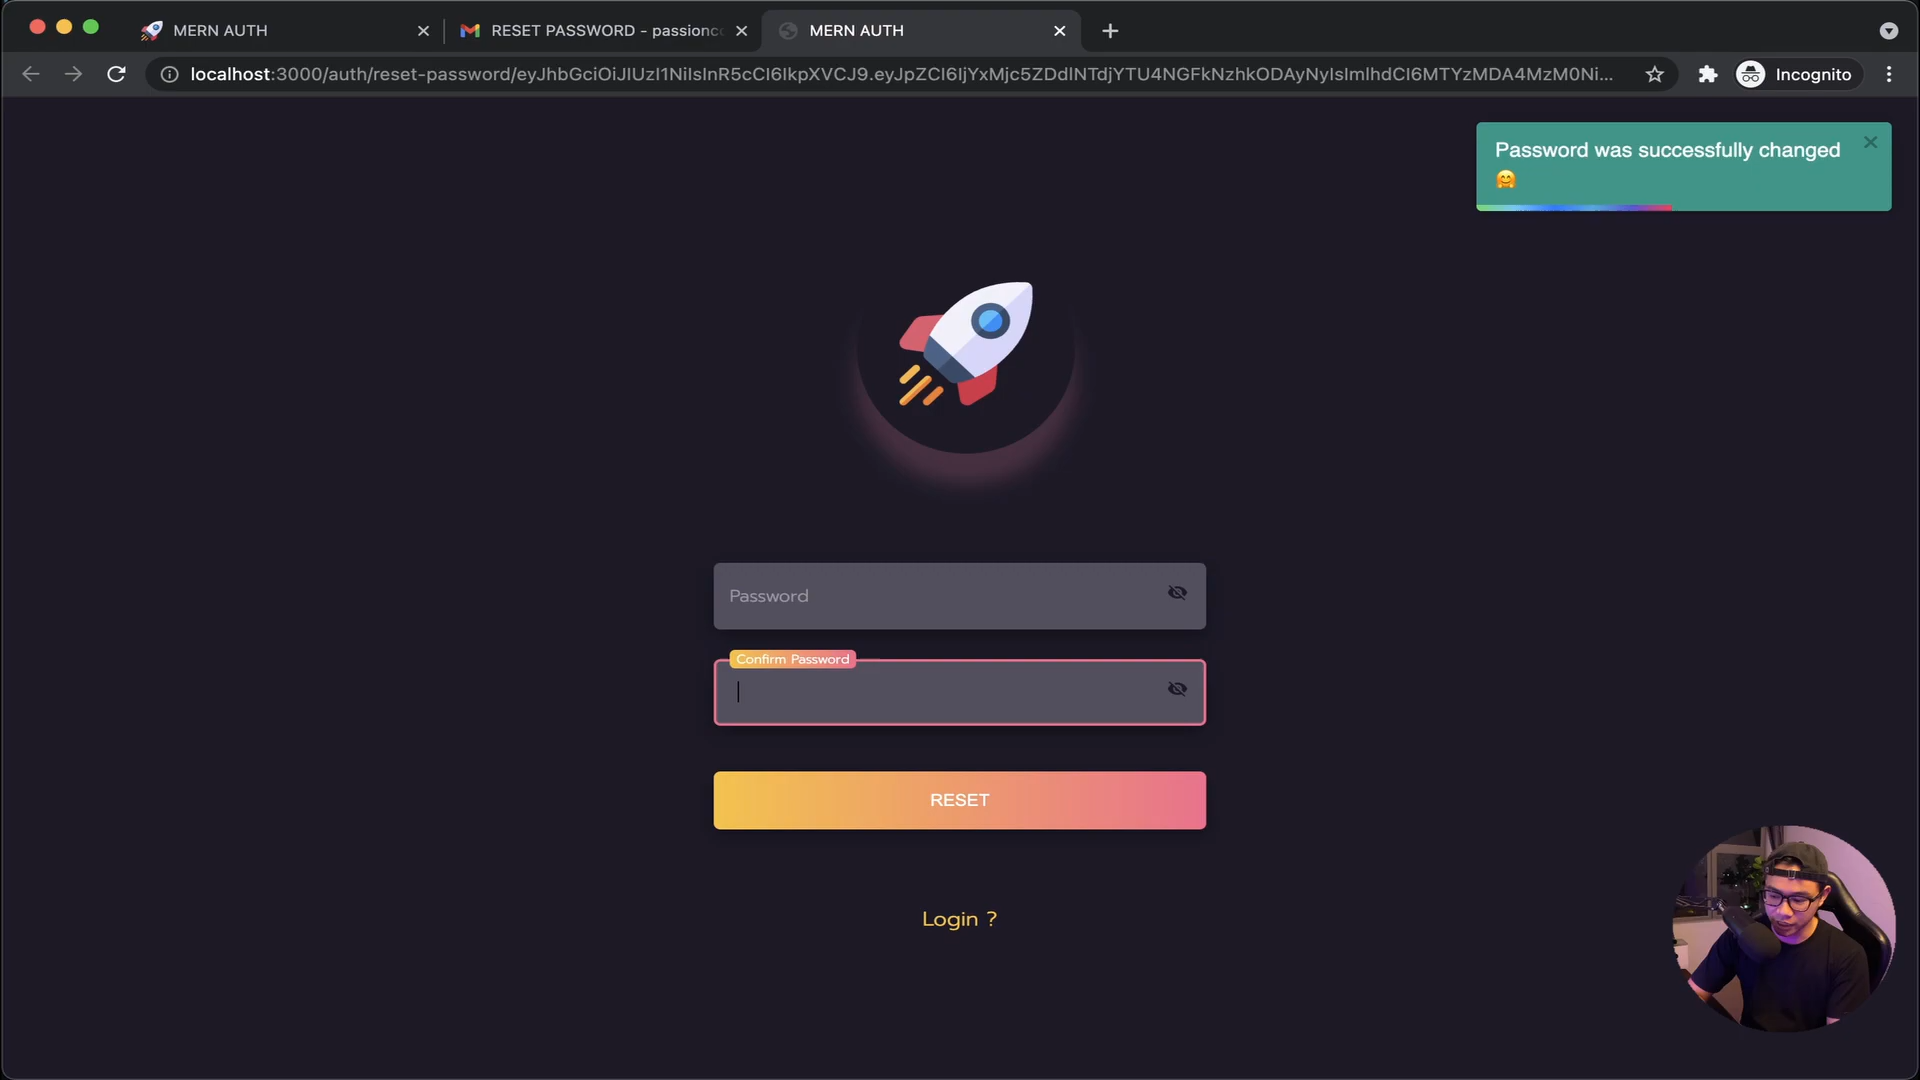 MERN AUTH
RESET PASSWORD - passionco
MERN AUTH
localhost:3000/auth/reset-password/eyJhbGciOiJIUzI1NiIsInR5cCI6IkpXVCJ9.eyJpZCI6IjYxMjc5ZDdlNTdjYTU4NGFkNzhkODAyNyIsImlhdCI6MTYzMDA4MzM0Ni...
Incognito
Password was successfully changed
🤗
Password
Confirm Password
RESET
Login ?